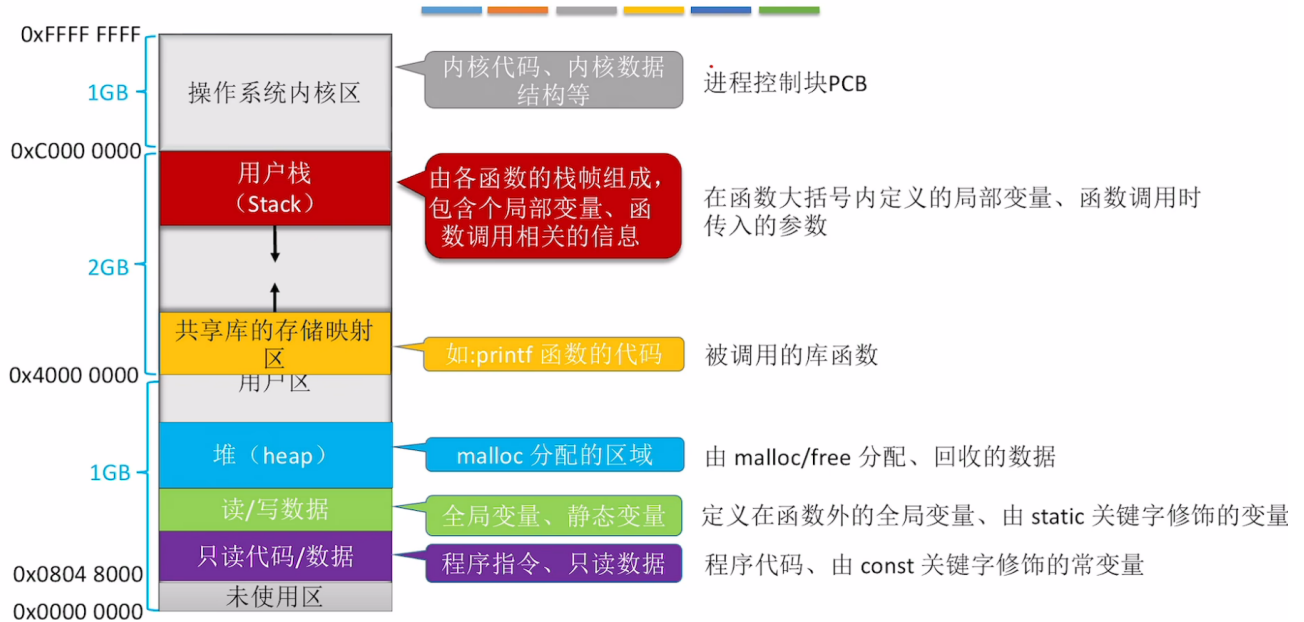 0xFFFF FFFF
1GB
操作系统内核区
内核代码、内核数据
结构等
进程控制块PCB
0xC000 0000
用户栈
（Stack）
由各函数的栈帧组成，
包含个局部变量、函
数调用相关的信息
在函数大括号内定义的局部变量、函数调用时
传入的参数
2GB
共享库的存储映射
区
如:printf 函数的代码
被调用的库函数
0x4000 0000
用户区
1GB
堆（heap）
malloc 分配的区域
由 malloc/free 分配、回收的数据
读/写数据
全局变量、静态变量
定义在函数外的全局变量、由 static 关键字修饰的变量
只读代码/数据
程序指令、只读数据
程序代码、由 const 关键字修饰的常变量
0x0804 8000
未使用区
0x0000 0000